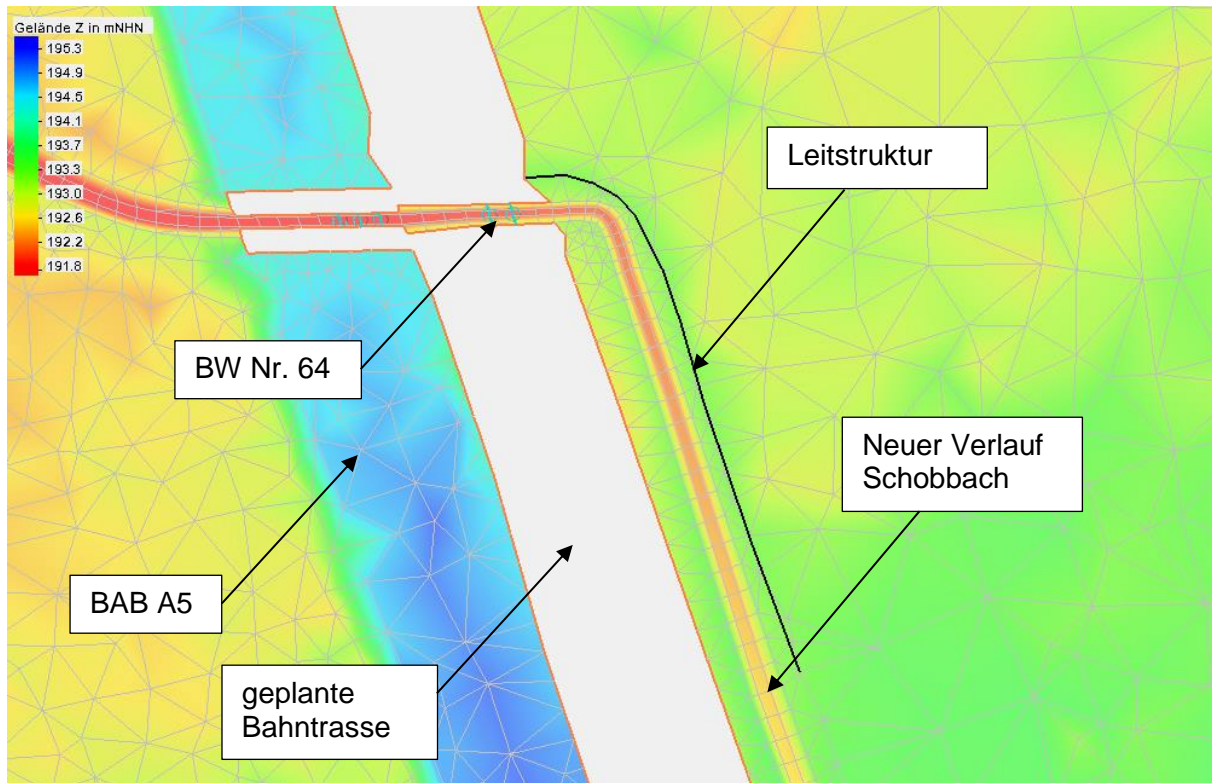 Gelände Z in mNHN
195.3
194.9
194.5
194.1
193.7
193.3
193.0
192.6
192.2
191.8
Leitstruktur
BW Nr. 64
Neuer Verlauf
Schobbach
BAB A5
geplante
Bahntrasse